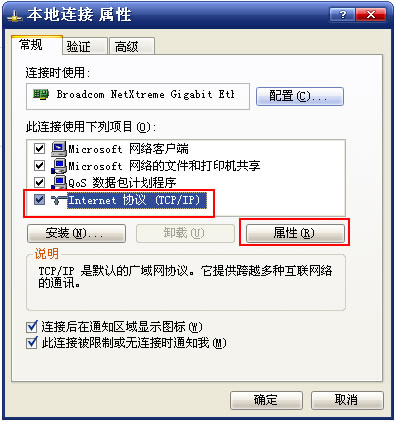 本地连接 属性
常规 验证 高级
连接时使用:
Broadcom NetXtreme Gigabit Etl 配置(C)...
此连接使用下列项目(O):
Microsoft 网络客户端
Microsoft 网络的文件和打印机共享
QoS 数据包计划程序
Internet 协议 (TCP/IP)
安装(N)... 卸载(U) 属性(R)
说明
TCP/IP 是默认的广域网协议。它提供跨越多种互联网络
的通讯。
连接后在通知区域显示图标(W)
此连接被限制或无连接时通知我(M)
确定 取消